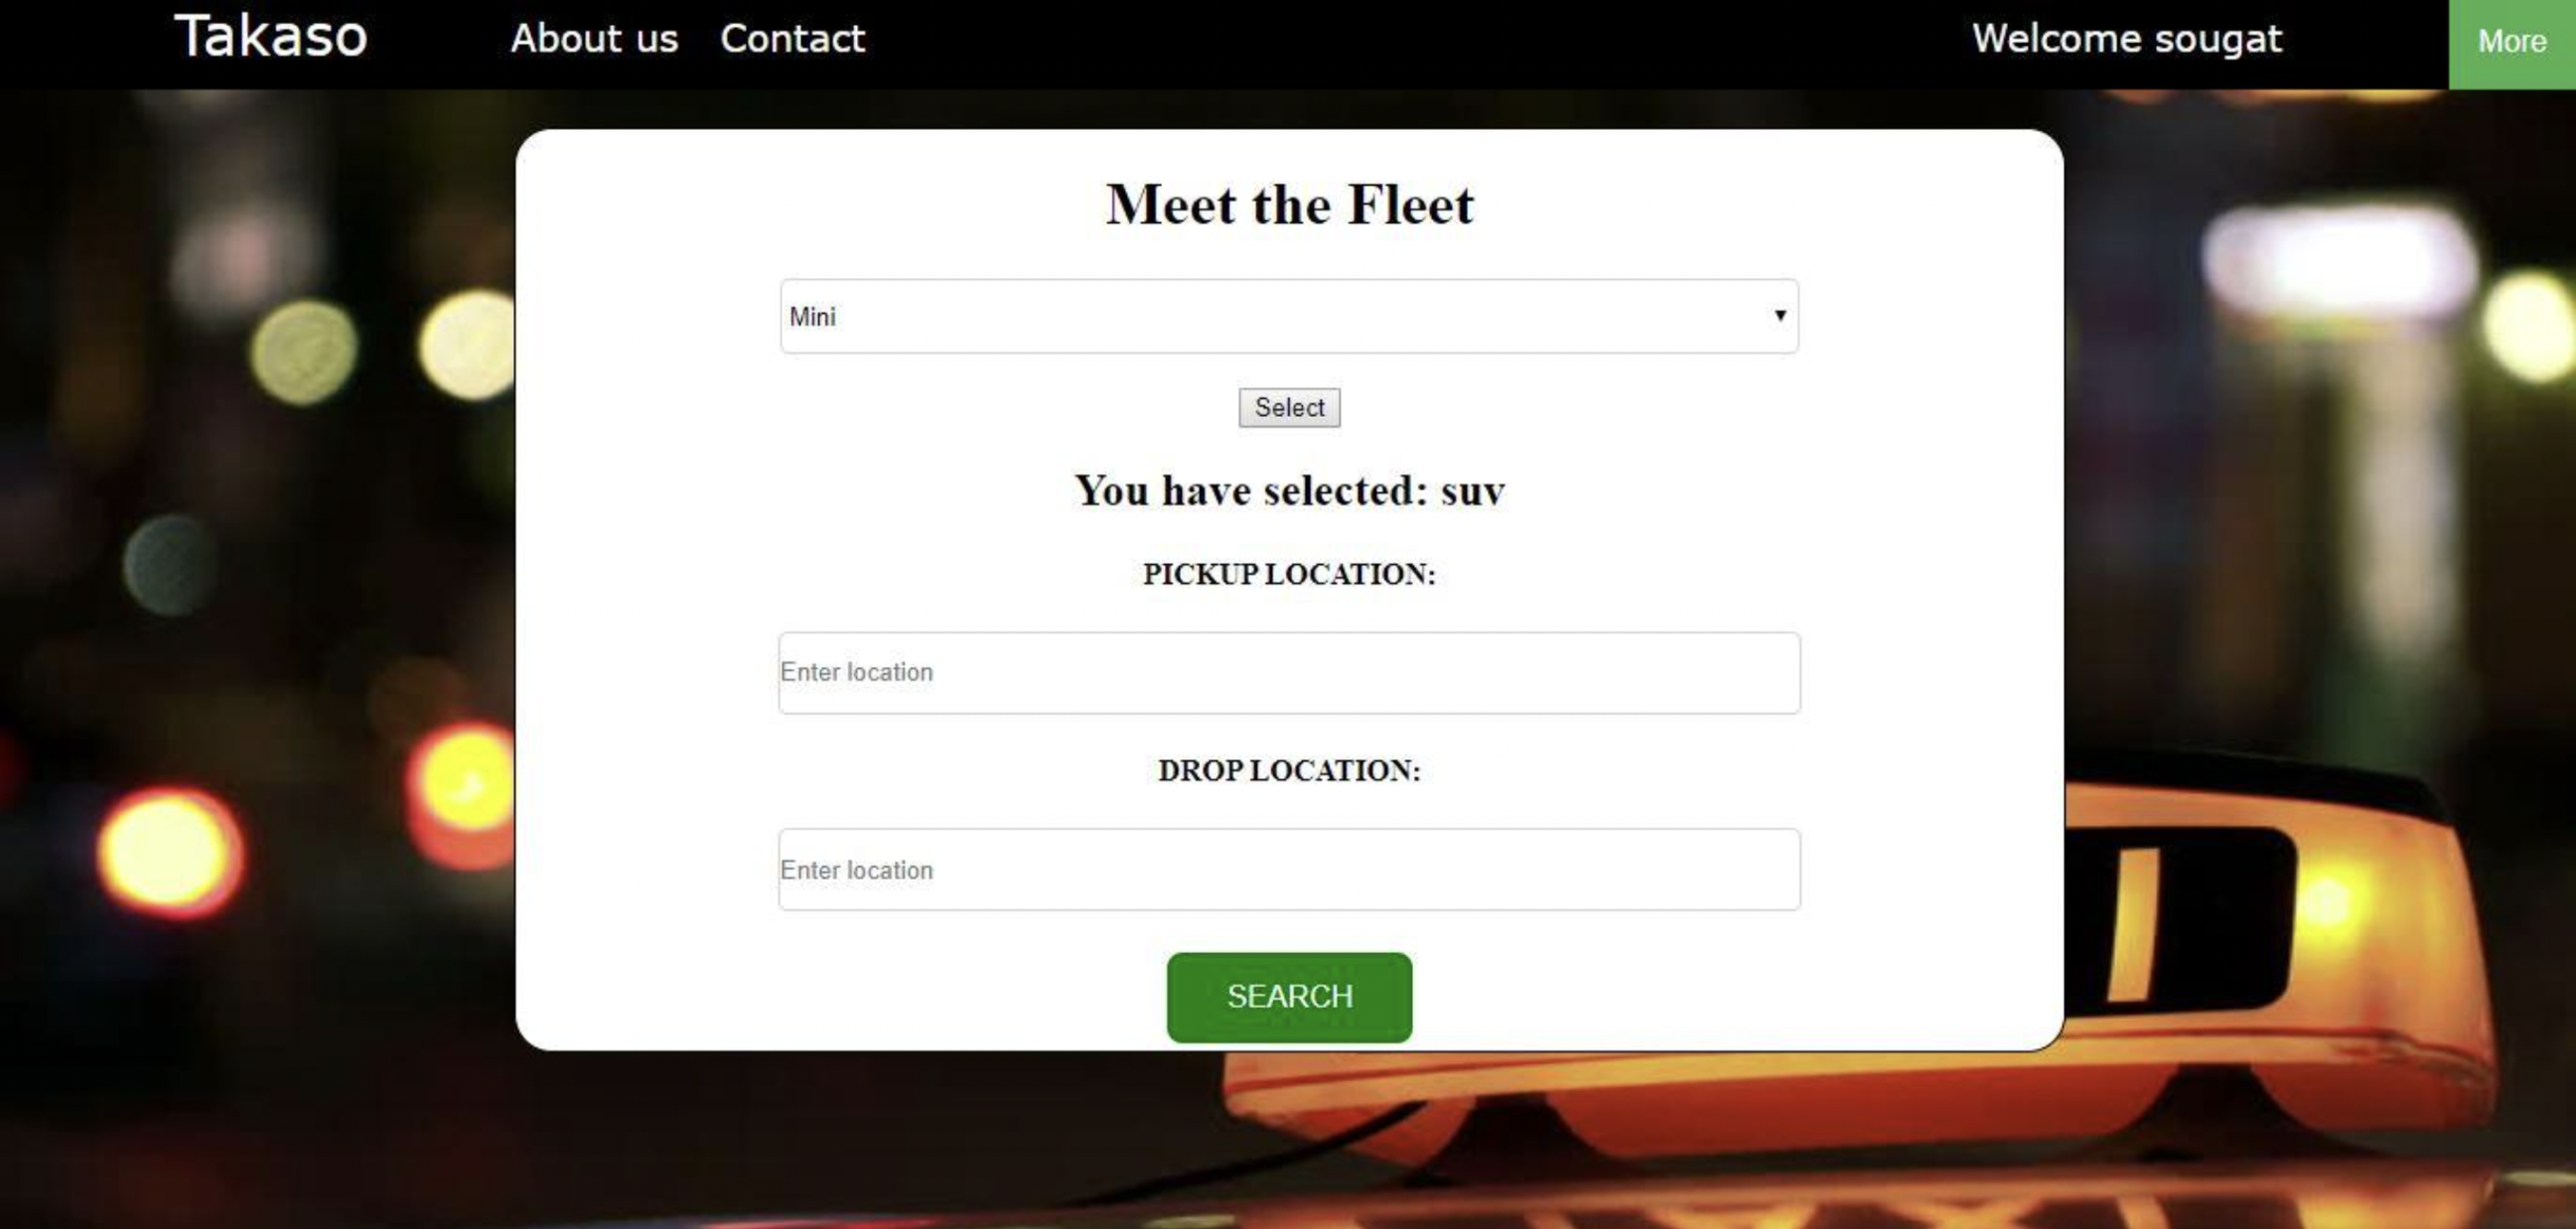 Takaso About us Contact Welcome sougat More
Meet the Fleet
Mini
Select
You have selected: suv
PICKUP LOCATION:
Enter location
DROP LOCATION:
Enter location
SEARCH